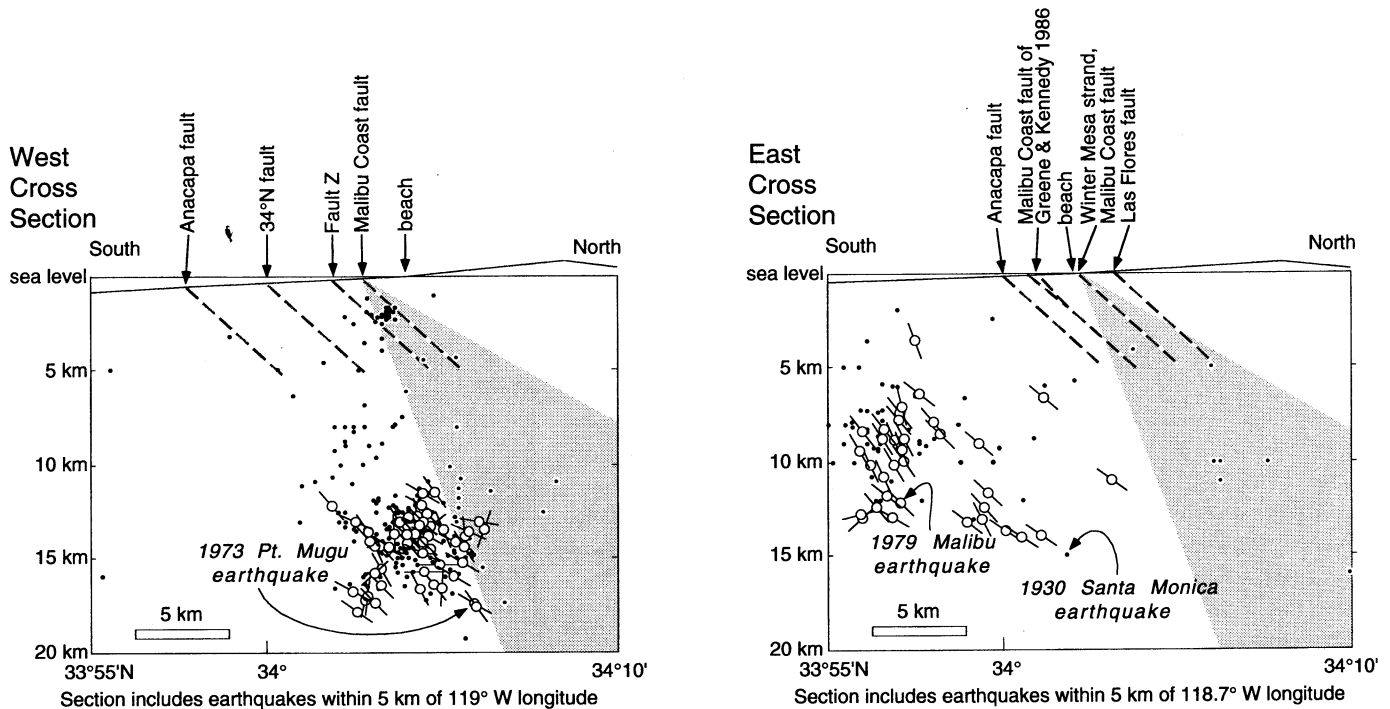 West
Cross
Section
Anacapa fault
34°N fault
Fault Z
Malibu Coast fault
beach
South
North
sea level
5 km
10 km
15 km
20 km
1973 Pt. Mugu
earthquake
5 km
33°55'N
34°
34°10'
Section includes earthquakes within 5 km of 119° W longitude
East
Cross
Section
Anacapa fault
Malibu Coast fault of
Greene & Kennedy 1986
beach
Winter Mesa strand,
Malibu Coast fault
Las Flores fault
South
North
sea level
5 km
10 km
15 km
20 km
1979 Malibu
earthquake
1930 Santa Monica
earthquake
5 km
33°55'N
34°
34°10'
Section includes earthquakes within 5 km of 118.7° W longitude